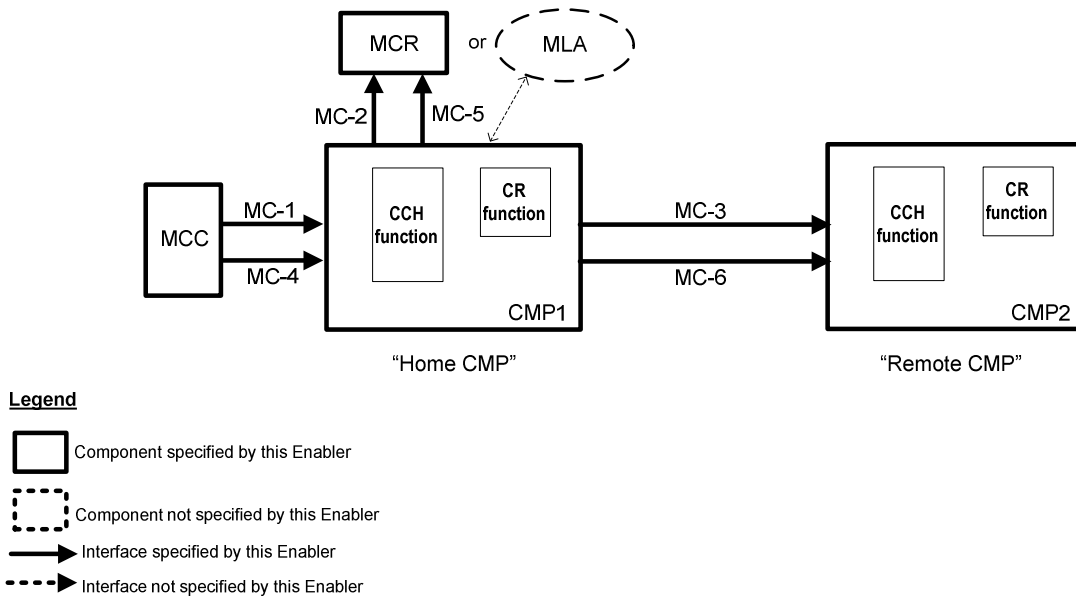 MCR
or
MLA
MC-2
MC-5
MCC
MC-1
MC-4
CCH
function
CR
function
CMP1
MC-3
MC-6
CCH
function
CR
function
CMP2
“Home CMP”
“Remote CMP”
Legend
Component specified by this Enabler
Component not specified by this Enabler
Interface specified by this Enabler
Interface not specified by this Enabler